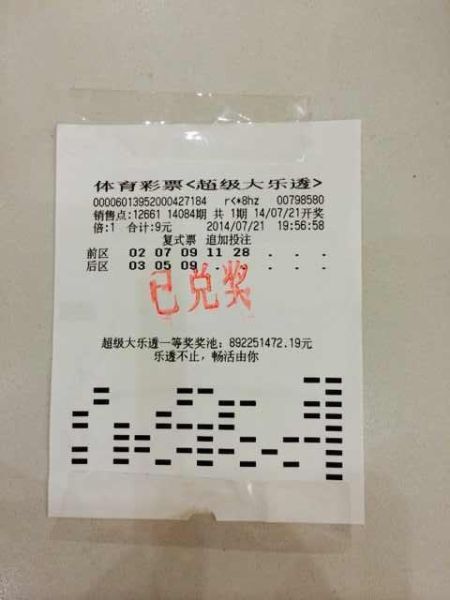 体育彩票<超级大乐透>
00006013952000427184 r<*8hz 00798580
销售点:12661 14084期 共 1期 14/07/21开奖
倍:1 合计:9元 2014/07/21 19:56:58
复式票 追加投注
前区 02 07 09 11 28 . . .
后区 03 05 09 . . . . .
已兑奖
超级大乐透一等奖奖池:892251472.19元
乐透不止，畅活由你